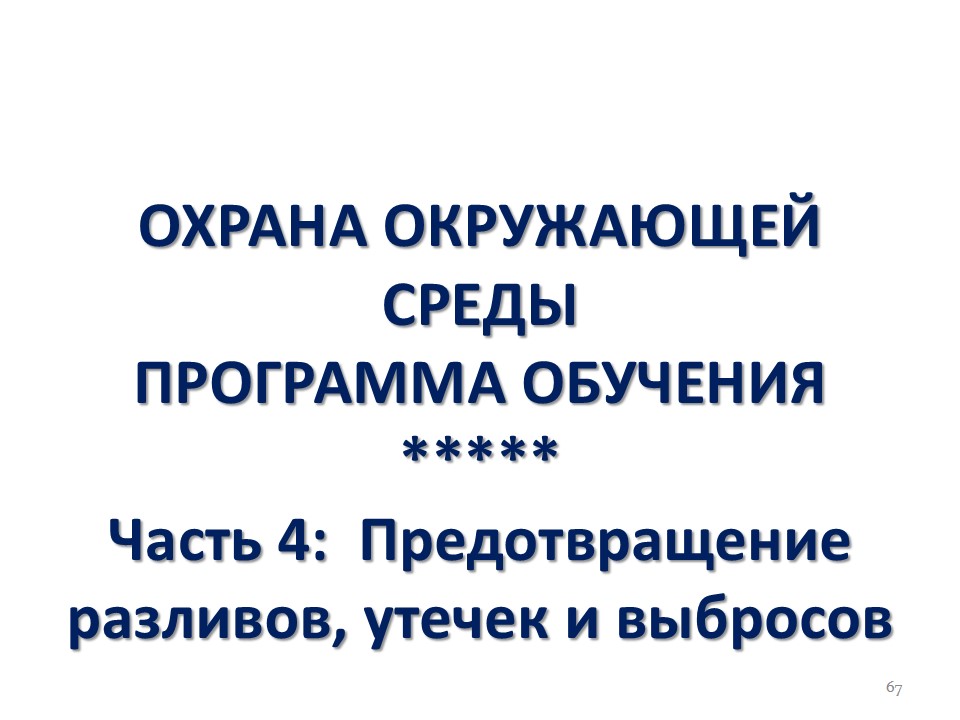 ОХРАНА ОКРУЖАЮЩЕЙ
СРЕДЫ
ПРОГРАММА ОБУЧЕНИЯ
*****
Часть 4:  Предотвращение
разливов, утечек и выбросов
67